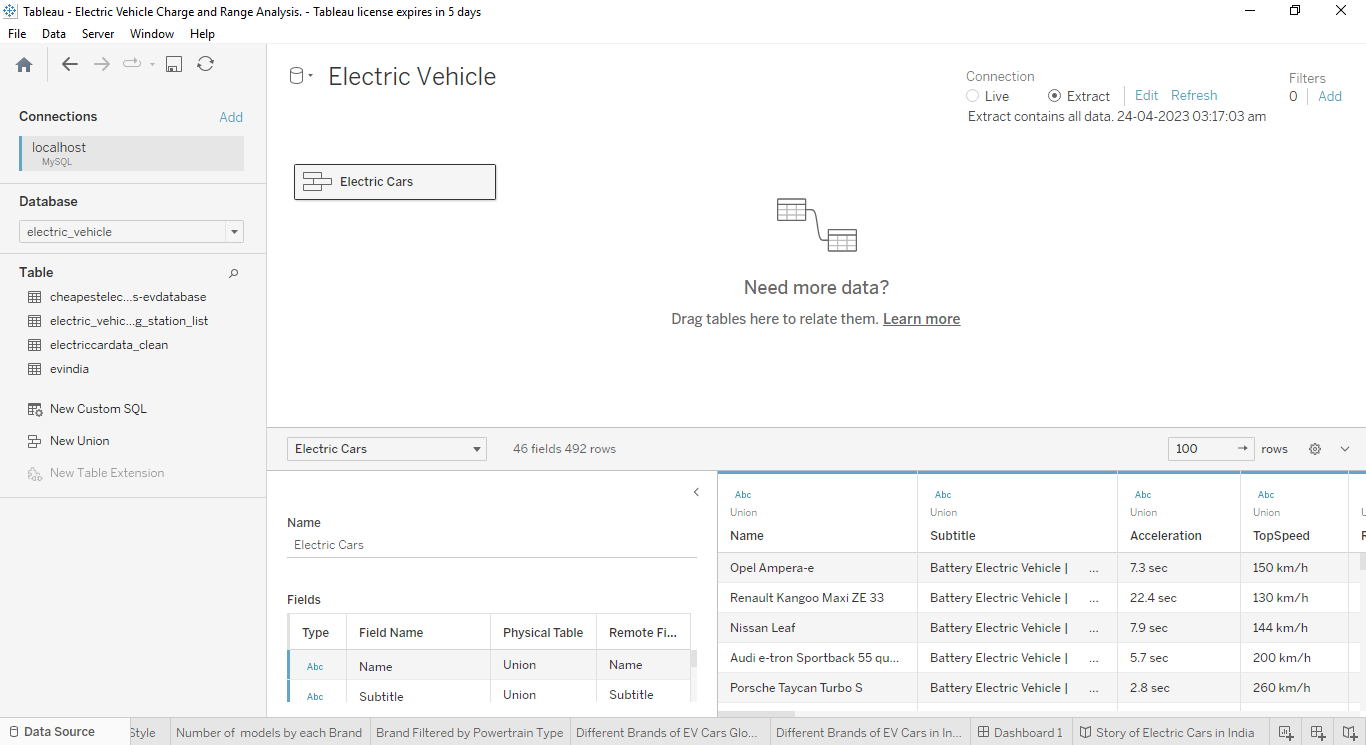 Tableau - Electric Vehicle Charge and Range Analysis. - Tableau license expires in 5 days
File Data Server Window Help
Connections Add
localhost
MySQL
Database
electric_vehicle
Table
cheapestelec...s-evdatabase
electric_vehic...g_station_list
electriccardata_clean
evindia
New Custom SQL
New Union
New Table Extension
Electric Vehicle
Connection
Live Extract Edit Refresh
Extract contains all data. 24-04-2023 03:17:03 am
Filters
0 Add
Electric Cars
Need more data?
Drag tables here to relate them. Learn more
Electric Cars 46 fields 492 rows 100 rows
Name
Electric Cars
Fields
Type Field Name Physical Table Remote Fi...
Abc Name Union Name
Abc Subtitle Union Subtitle
Abc Abc Abc Abc
Union Union Union Union
Name Subtitle Acceleration TopSpeed
Opel Ampera-e Battery Electric Vehicle | ... 7.3 sec 150 km/h
Renault Kangoo Maxi ZE 33 Battery Electric Vehicle | ... 22.4 sec 130 km/h
Nissan Leaf Battery Electric Vehicle | ... 7.9 sec 144 km/h
Audi e-tron Sportback 55 qu... Battery Electric Vehicle | ... 5.7 sec 200 km/h
Porsche Taycan Turbo S Battery Electric Vehicle | ... 2.8 sec 260 km/h
Data Source Style Number of models by each Brand Brand Filtered by Powertrain Type Different Brands of EV Cars Glo... Different Brands of EV Cars in In... Dashboard 1 Story of Electric Cars in India